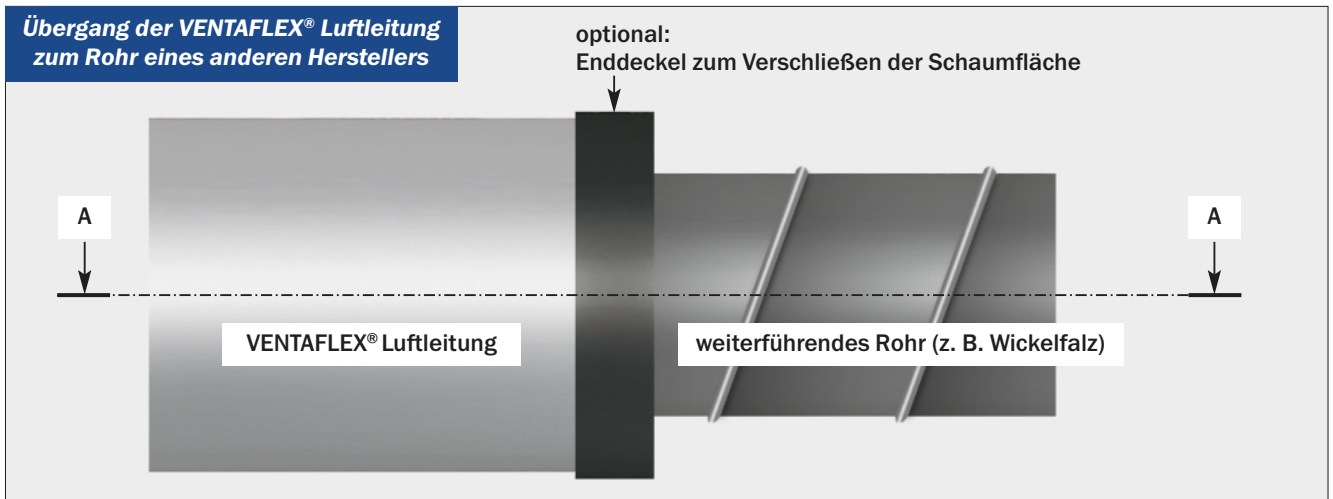 Übergang der VENTAFLEX® Luftleitung
zum Rohr eines anderen Herstellers
optional:
Enddeckel zum Verschließen der Schaumfläche
A
A
VENTAFLEX® Luftleitung
weiterführendes Rohr (z. B. Wickelfalz)